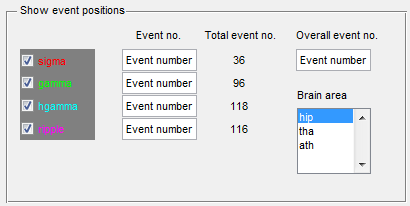 Show event positions
Event no. Total event no. Overall event no.
sigma Event number 36 Event number
gamma Event number 96
hgamma Event number 118
ripple Event number 116
Brain area
hip
tha
ath